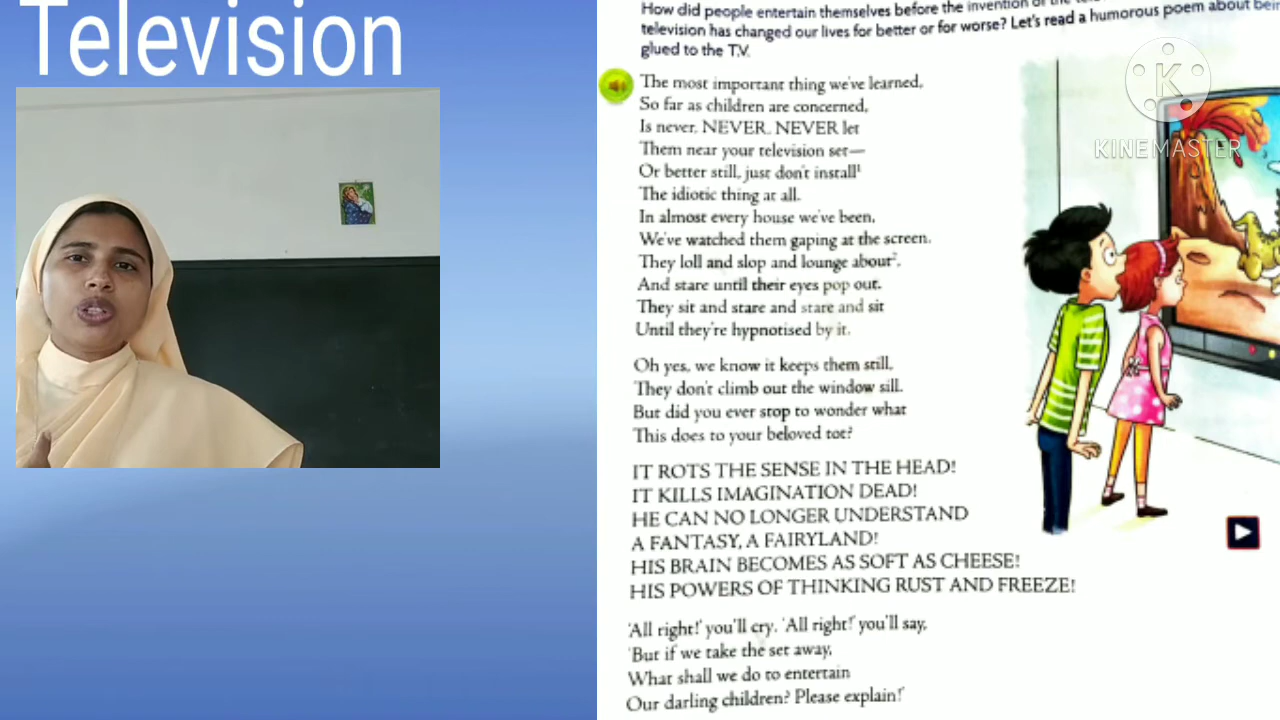 Television
How did people entertain themselves before the invention of the
television has changed our lives for better or for worse? Let's read a humorous poem about being
glued to the T.V.
The most important thing we've learned,
So far as children are concerned,
Is never, NEVER, NEVER let
Them near your television set—
Or better still, just don't install¹
The idiotic thing at all.
In almost every house we've been,
We've watched them gaping at the screen.
They loll and slop and lounge about²,
And stare until their eyes pop out.
They sit and stare and stare and sit
Until they're hypnotised by it.
Oh yes, we know it keeps them still,
They don't climb out the window sill.
But did you ever stop to wonder what
This does to your beloved tot?
IT ROTS THE SENSE IN THE HEAD!
IT KILLS IMAGINATION DEAD!
HE CAN NO LONGER UNDERSTAND
A FANTASY, A FAIRYLAND!
HIS BRAIN BECOMES AS SOFT AS CHEESE!
HIS POWERS OF THINKING RUST AND FREEZE!
'All right!' you'll cry. 'All right!' you'll say,
'But if we take the set away,
What shall we do to entertain
Our darling children? Please explain!'
K
KINEMASTER